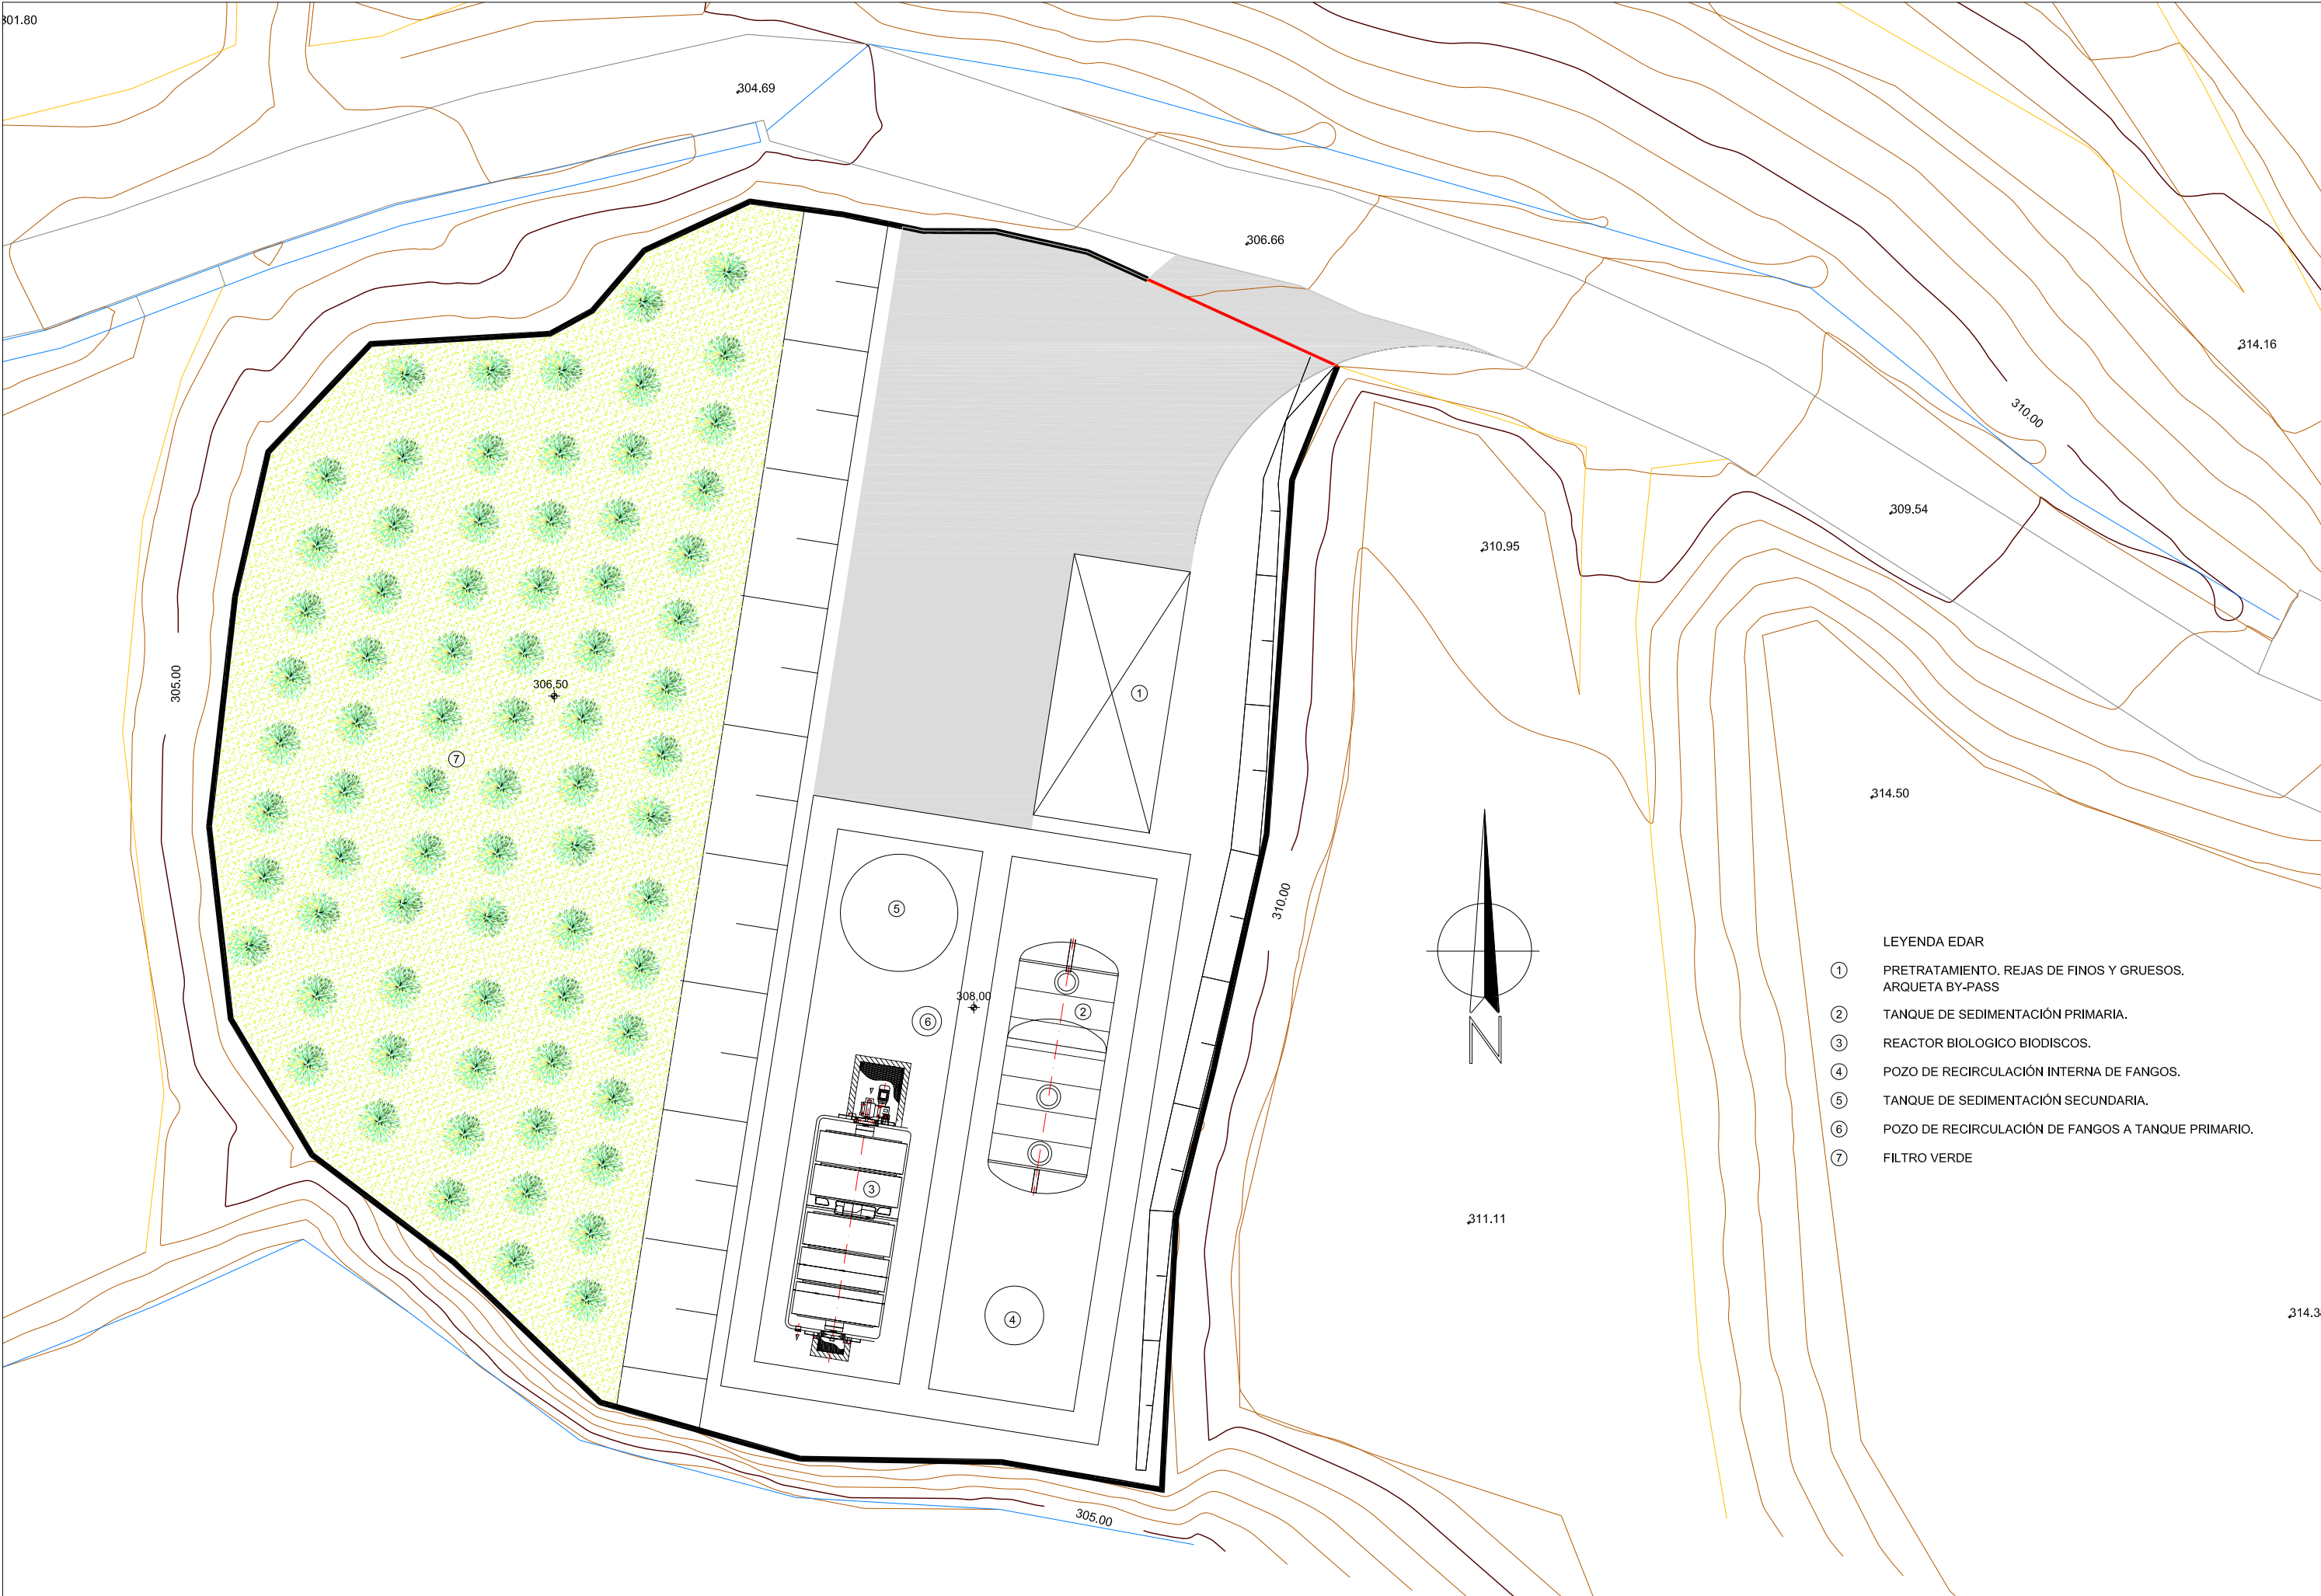 301.80
304.69
306.66
314.16
310.00
309.54
310.95
305.00
306,50
1
7
314.50
310.00
5
308,00
2
6
3
4
N
LEYENDA EDAR
1 PRETRATAMIENTO. REJAS DE FINOS Y GRUESOS.
ARQUETA BY-PASS
2 TANQUE DE SEDIMENTACIÓN PRIMARIA.
3 REACTOR BIOLOGICO BIODISCOS.
4 POZO DE RECIRCULACIÓN INTERNA DE FANGOS.
5 TANQUE DE SEDIMENTACIÓN SECUNDARIA.
6 POZO DE RECIRCULACIÓN DE FANGOS A TANQUE PRIMARIO.
7 FILTRO VERDE
311.11
305.00